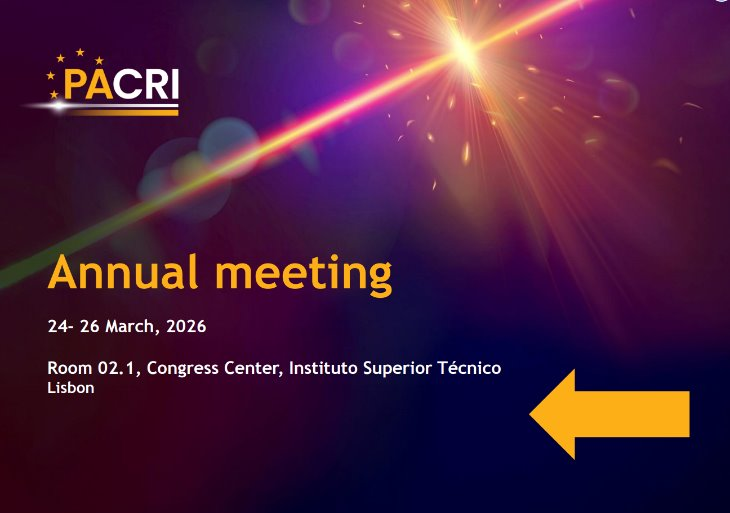 PACRI
Annual meeting
24- 26 March, 2026
Room 02.1, Congress Center, Instituto Superior Técnico
Lisbon